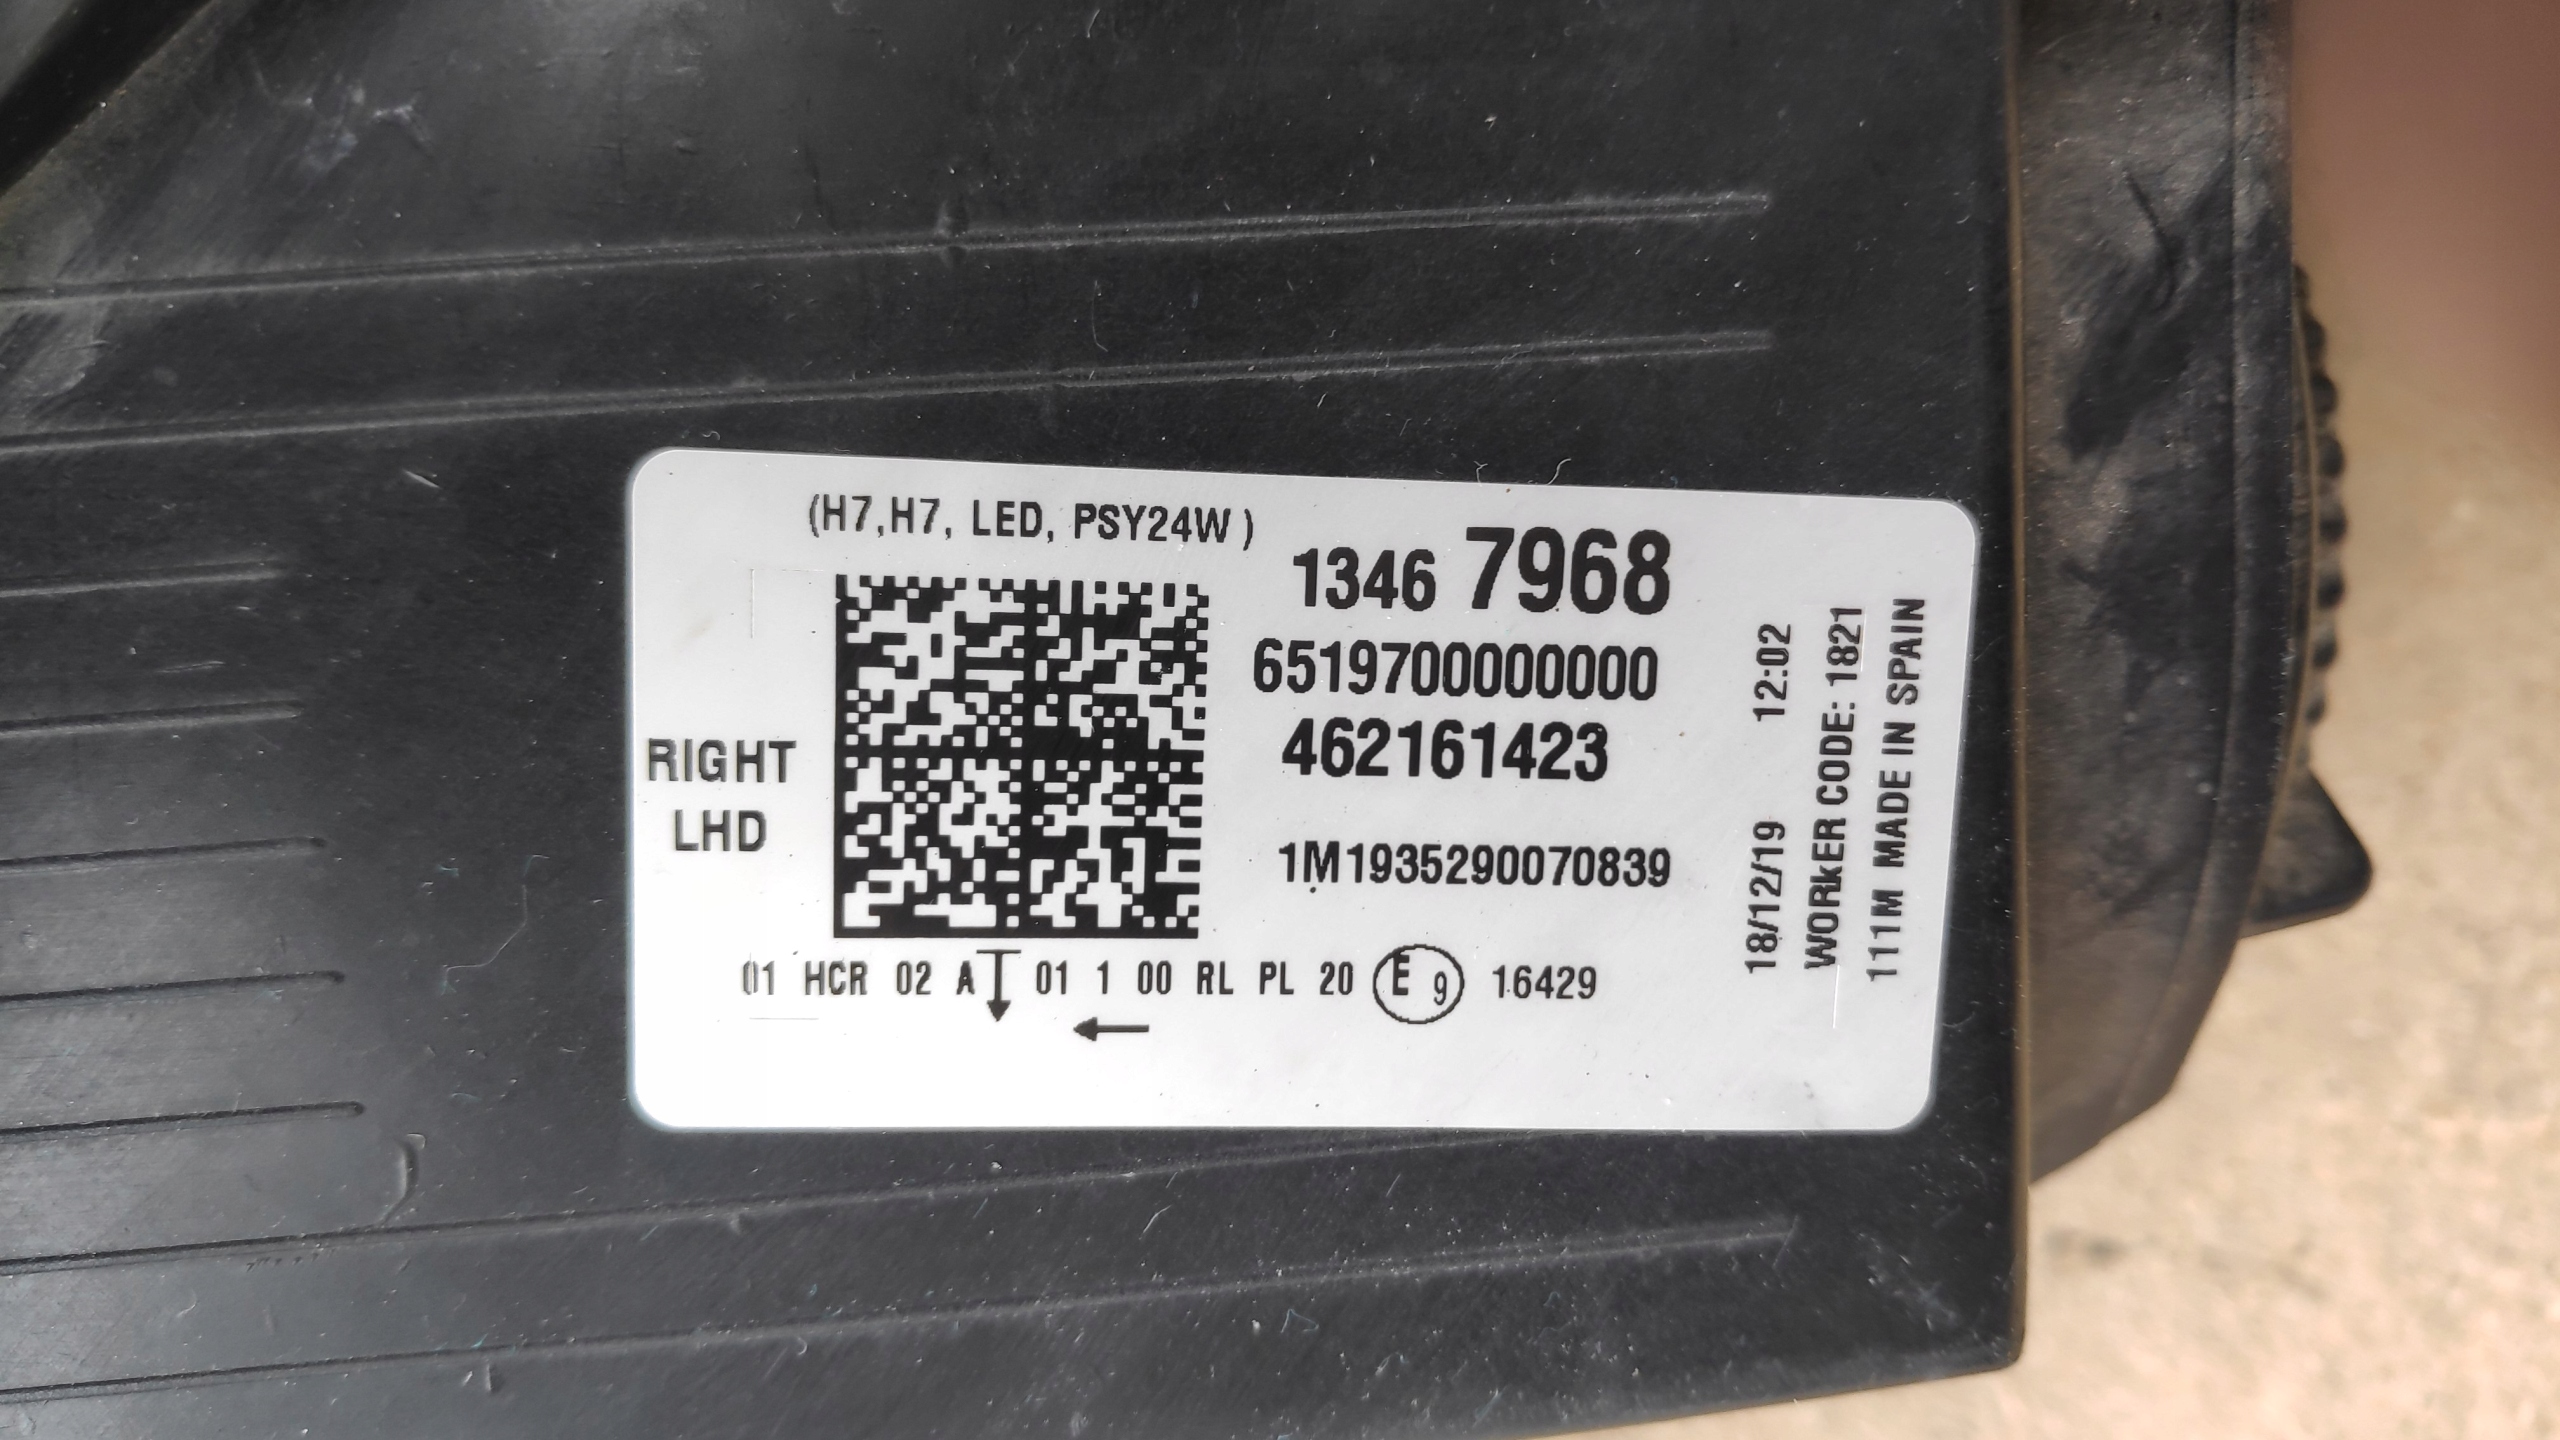 (H7,H7, LED, PSY24W )
1346 7968
6519700000000
462161423
1M1935290070839
RIGHT
LHD
01 HCR 02 A 01 1 00 RL PL 20 E 9 16429
18/12/19 12:02
WORKER CODE: 1821
111M MADE IN SPAIN